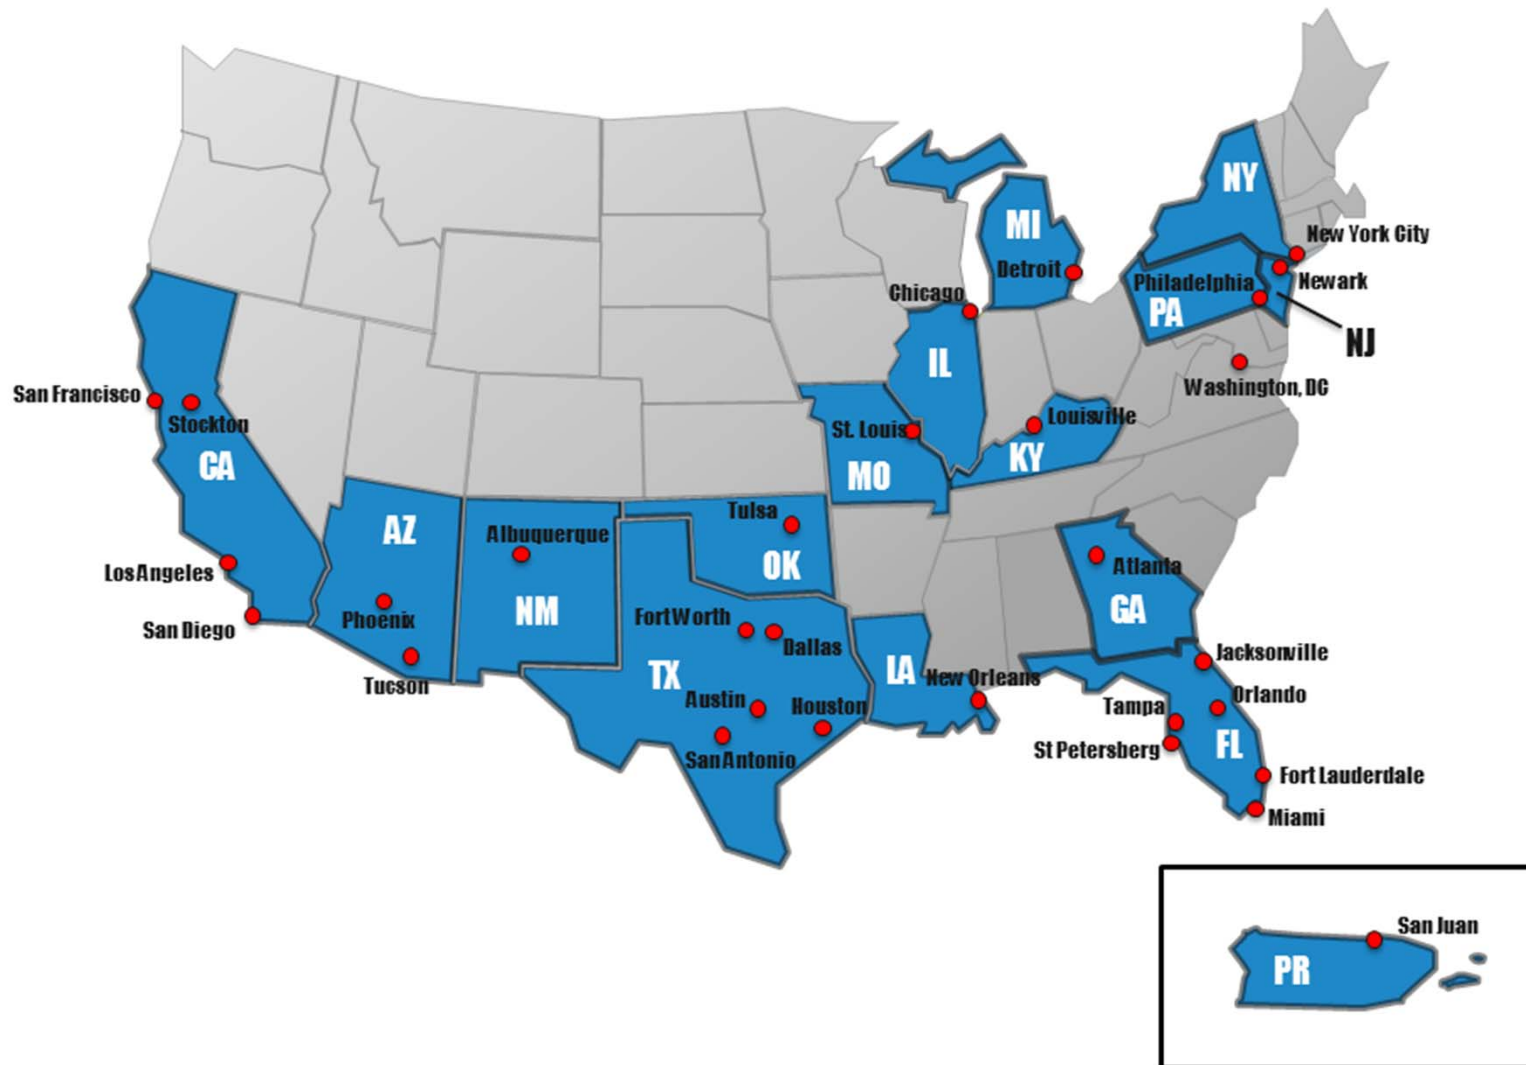 NY
New York City
MI
Detroit
Philadelphia
Newark
PA
Chicago
NJ
IL
Washington, DC
San Francisco
Stockton
Louisville
St. Louis
KY
CA
MO
Tulsa
AZ
Albuquerque
OK
Atlanta
Los Angeles
NM
GA
Phoenix
San Diego
Fort Worth
Dallas
Jacksonville
TX
LA
New Orleans
Tucson
Orlando
Austin
Houston
Tampa
FL
St Petersberg
San Antonio
Fort Lauderdale
Miami
San Juan
PR